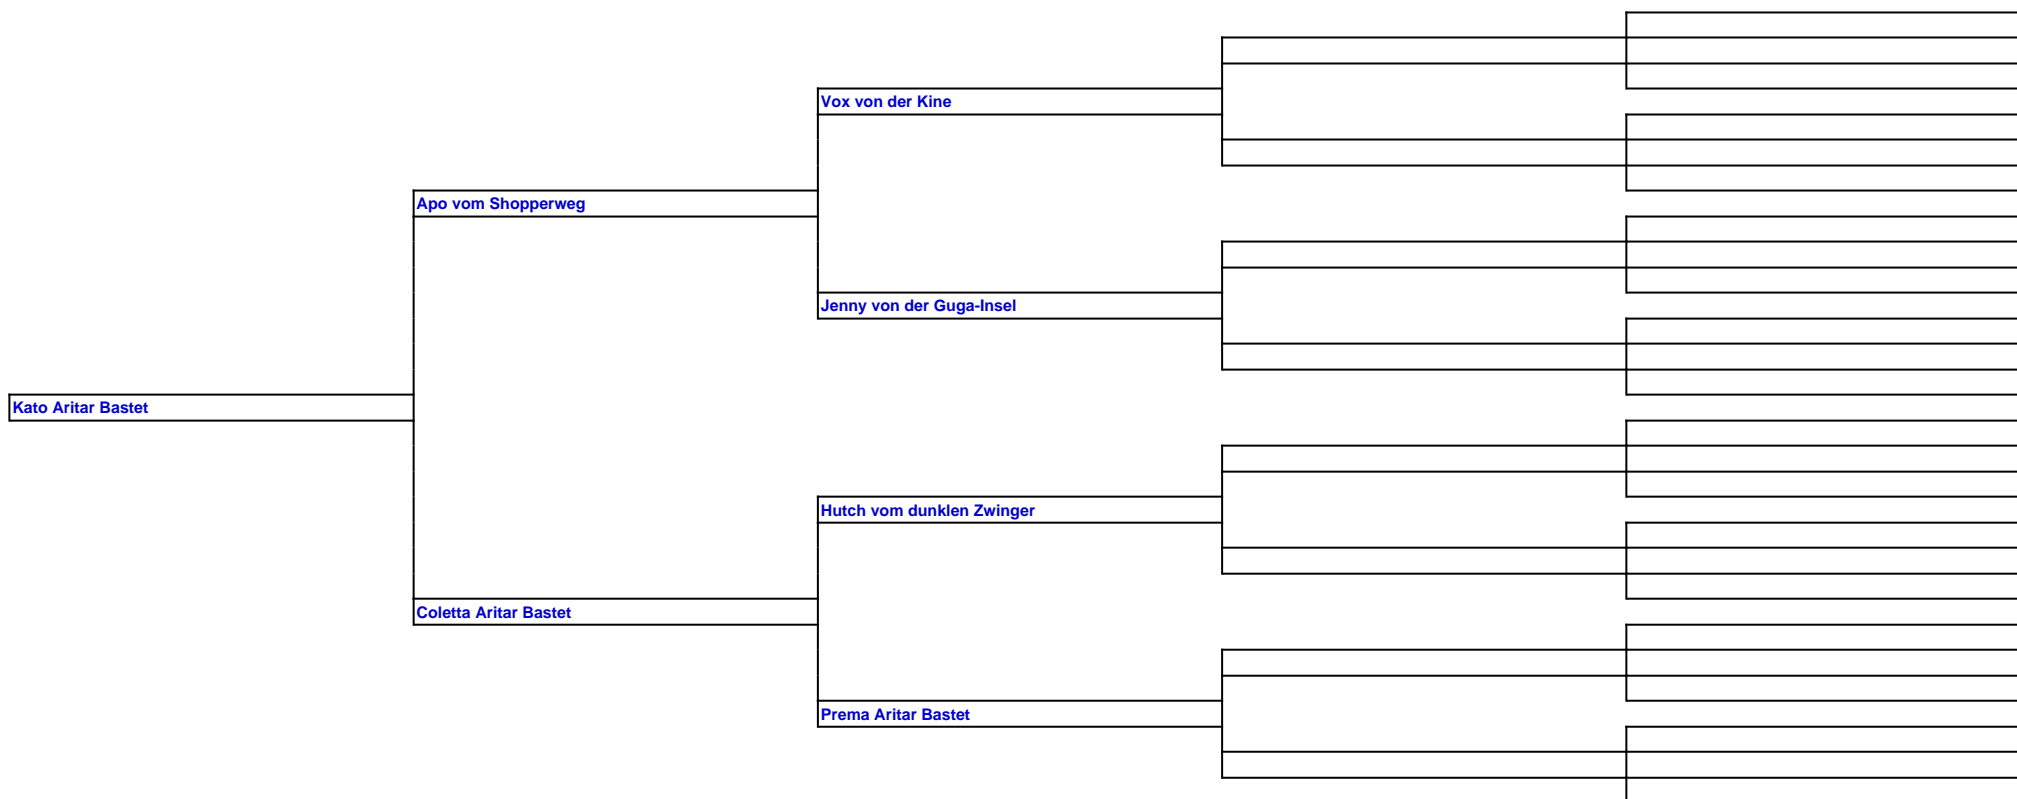 Vox von der Kine
Apo vom Shopperweg
Jenny von der Guga-Insel
Kato Aritar Bastet
Hutch vom dunklen Zwinger
Coletta Aritar Bastet
Prema Aritar Bastet